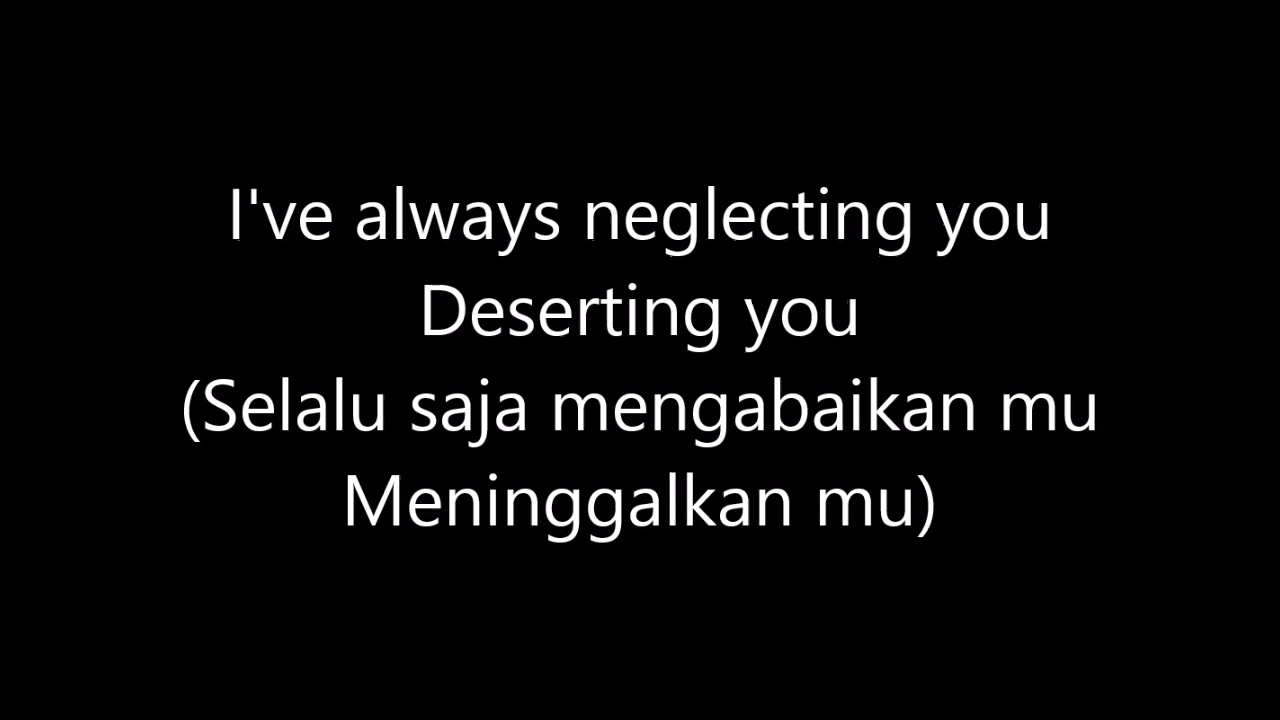 I've always neglecting you
Deserting you
(Selalu saja mengabaikan mu
Meninggalkan mu)